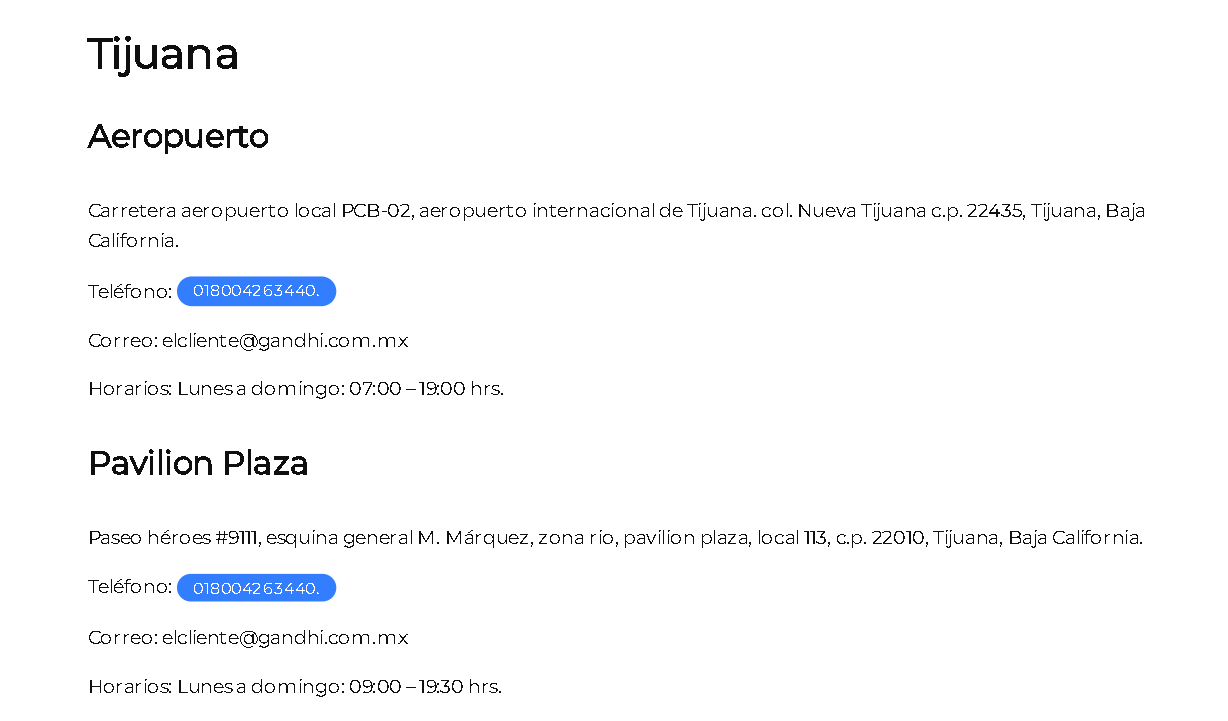 Tijuana
Aeropuerto
Carretera aeropuerto local PCB-02, aeropuerto internacional de Tijuana. col. Nueva Tijuana c.p. 22435, Tijuana, Baja
California.
Teléfono: 018004263440.
Correo: elcliente@gandhi.com.mx
Horarios: Lunes a domingo: 07:00 – 19:00 hrs.
Pavilion Plaza
Paseo héroes #9111, esquina general M. Márquez, zona rio, pavilion plaza, local 113, c.p. 22010, Tijuana, Baja California.
Teléfono: 018004263440.
Correo: elcliente@gandhi.com.mx
Horarios: Lunes a domingo: 09:00 – 19:30 hrs.